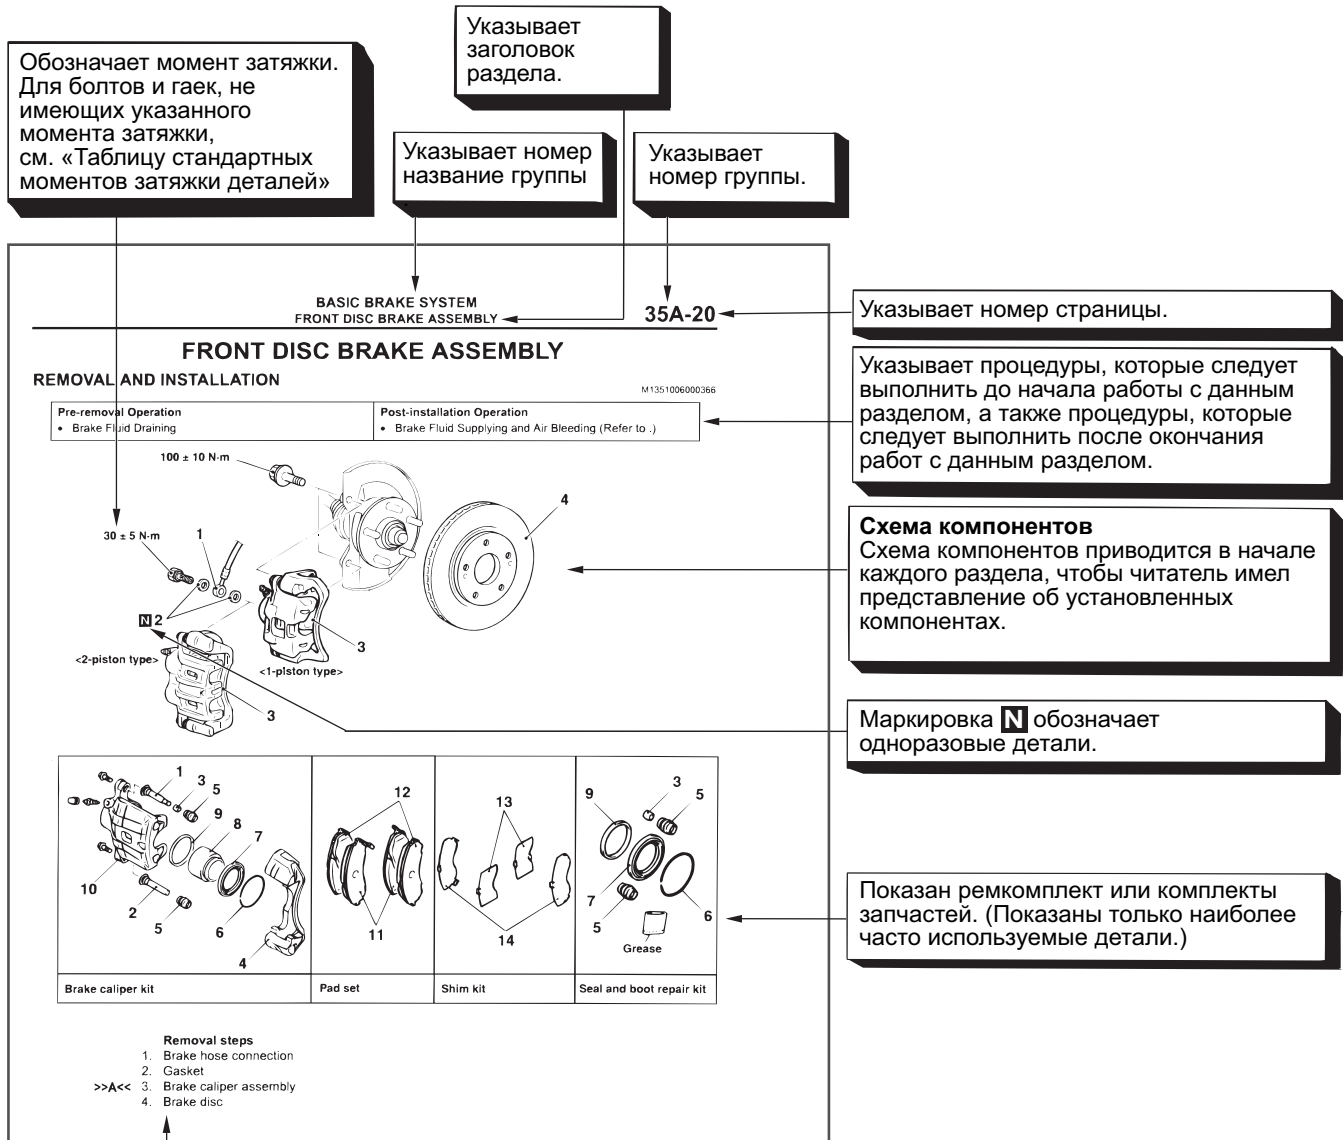 Указывает
заголовок
раздела.
Обозначает момент затяжки.
Для болтов и гаек, не
имеющих указанного
момента затяжки,
см. «Таблицу стандартных
моментов затяжки деталей»
Указывает номер
название группы
Указывает
номер группы.
BASIC BRAKE SYSTEM
FRONT DISC BRAKE ASSEMBLY
35A-20
Указывает номер страницы.
FRONT DISC BRAKE ASSEMBLY
REMOVAL AND INSTALLATION
M1351006000366
Pre-removal Operation
• Brake Fluid Draining
Post-installation Operation
• Brake Fluid Supplying and Air Bleeding (Refer to .)
Указывает процедуры, которые следует
выполнить до начала работы с данным
разделом, а также процедуры, которые
следует выполнить после окончания
работ с данным разделом.
100 ± 10 N·m
4
30 ± 5 N·m
1
N 2
3
<2-piston type>
<1-piston type>
3
Схема компонентов
Схема компонентов приводится в начале
каждого раздела, чтобы читатель имел
представление об установленных
компонентах.
Маркировка N обозначает
одноразовые детали.
1
3
5
9
8
7
10
2
5
6
4
Brake caliper kit
12
11
Pad set
13
14
Shim kit
9
3
5
7
5
6
Grease
Seal and boot repair kit
Показан ремкомплект или комплекты
запчастей. (Показаны только наиболее
часто используемые детали.)
Removal steps
1. Brake hose connection
2. Gasket
>>A<< 3. Brake caliper assembly
4. Brake disc